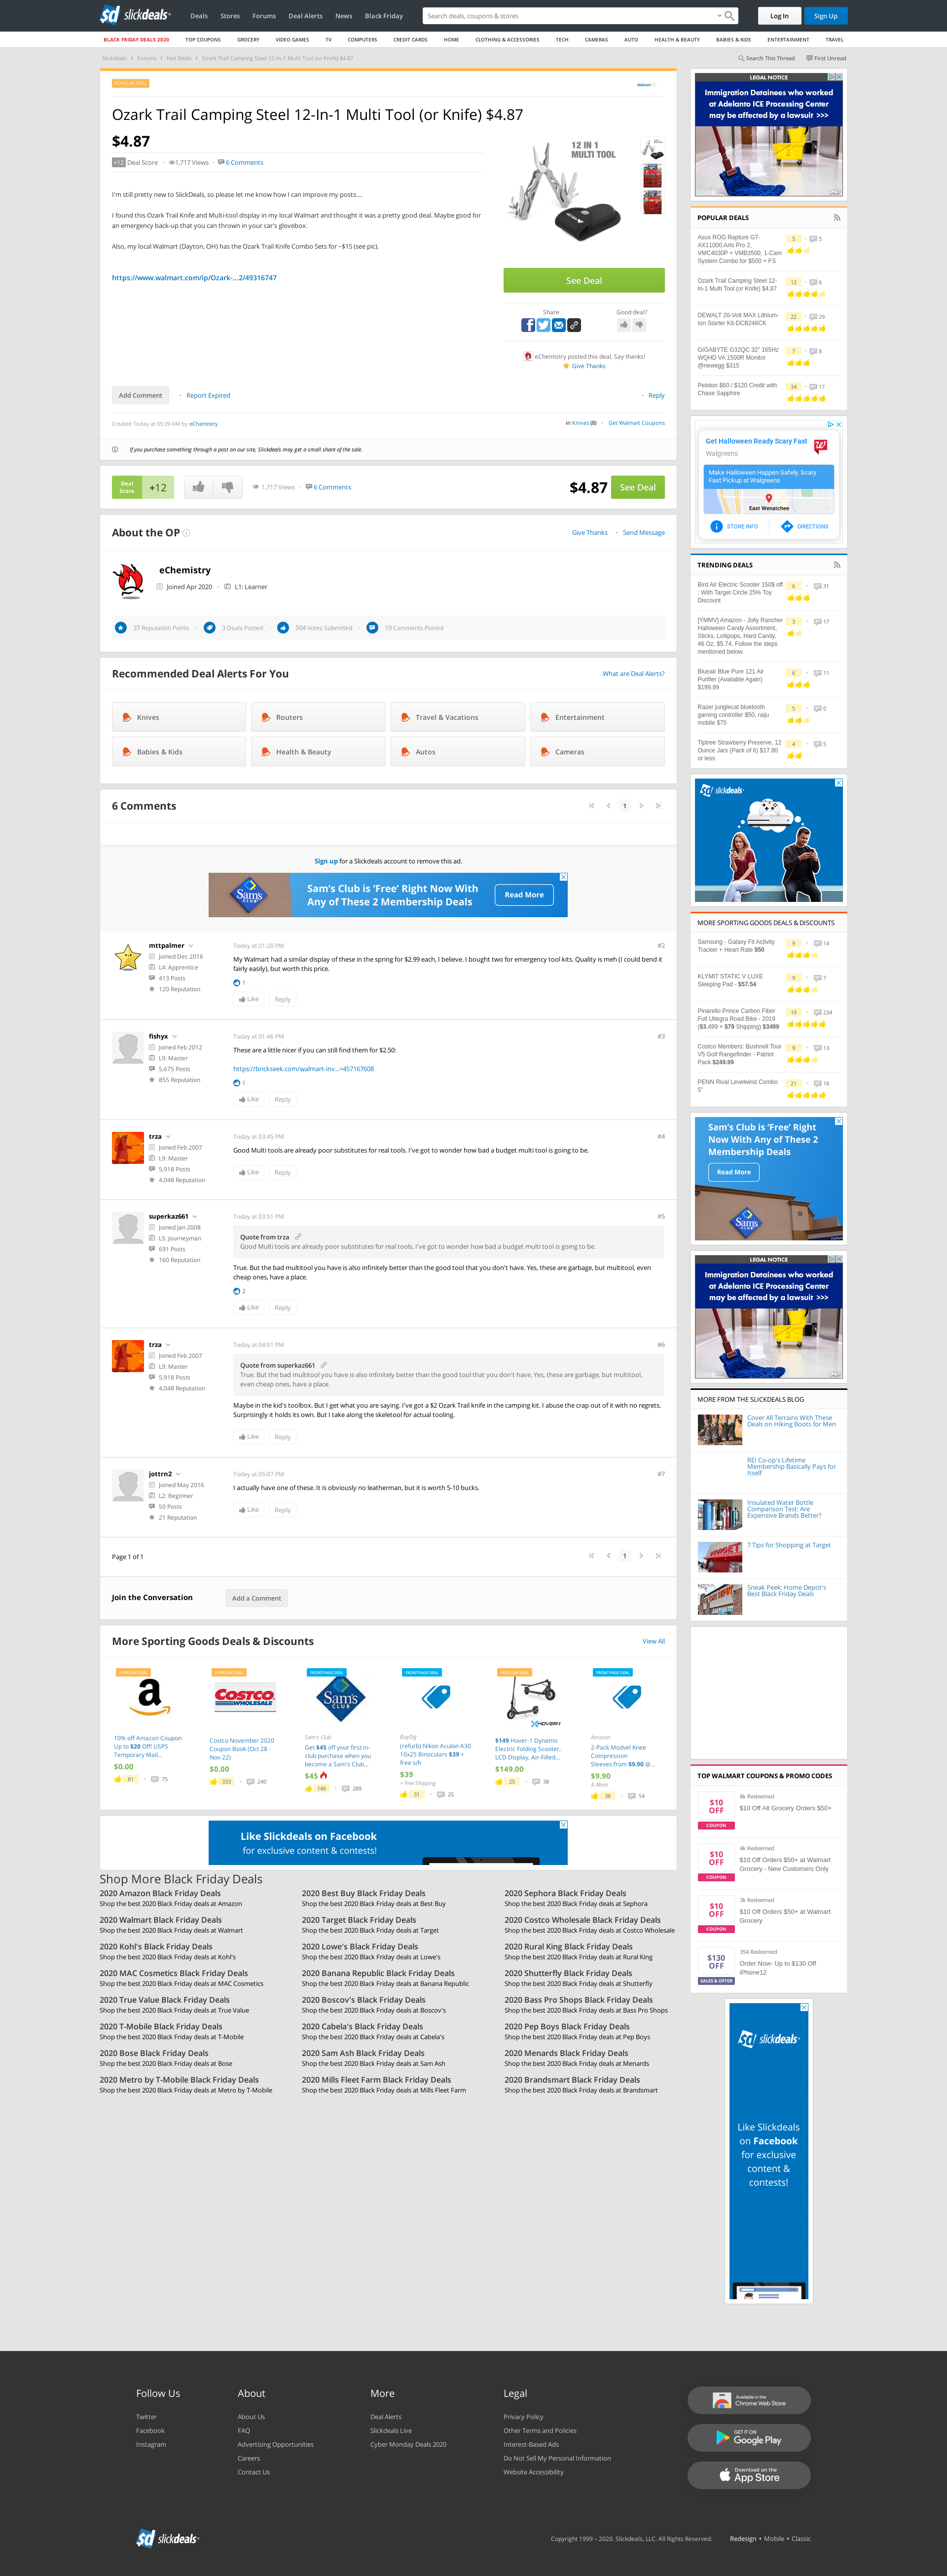 slickdeals
Deals Stores Forums Deal Alerts News Black Friday
Search deals, coupons & stores
Log In Sign Up
BLACK FRIDAY DEALS 2020 TOP COUPONS GROCERY VIDEO GAMES TV COMPUTERS CREDIT CARDS HOME CLOTHING & ACCESSORIES TECH CAMERAS AUTO HEALTH & BEAUTY BABIES & KIDS ENTERTAINMENT TRAVEL
Slickdeals Forums Hot Deals Ozark Trail Camping Steel 12-In-1 Multi Tool (or Knife) $4.87
Search This Thread First Unread
POPULAR DEAL
Walmart
Ozark Trail Camping Steel 12-In-1 Multi Tool (or Knife) $4.87
$4.87
+12 Deal Score 1,717 Views 6 Comments
I'm still pretty new to SlickDeals, so please let me know how I can improve my posts....
I found this Ozark Trail Knife and Multi-tool display in my local Walmart and thought it was a pretty good deal. Maybe good for
an emergency back-up that you can thrown in your car's glovebox.
Also, my local Walmart (Dayton, OH) has the Ozark Trail Knife Combo Sets for ~$15 (see pic).
https://www.walmart.com/ip/Ozark-...2/49316747
12 IN 1
MULTI TOOL
See Deal
Share
Good deal?
eChemistry posted this deal. Say thanks!
Give Thanks
Add Comment Report Expired Reply
Created Today at 09:29 AM by eChemistry
in Knives (8) Get Walmart Coupons
If you purchase something through a post on our site, Slickdeals may get a small share of the sale.
Deal
Score
+12
1,717 Views 6 Comments
$4.87 See Deal
About the OP
Give Thanks Send Message
eChemistry
Joined Apr 2020 L1: Learner
37 Reputation Points 3 Deals Posted 504 Votes Submitted 19 Comments Posted
Recommended Deal Alerts For You
What are Deal Alerts?
Knives Routers Travel & Vacations Entertainment
Babies & Kids Health & Beauty Autos Cameras
6 Comments
1
Sign up for a Slickdeals account to remove this ad.
Sam's CLUB
Sam's Club is 'Free' Right Now With
Any of These 2 Membership Deals
Read More
mttpalmer
Joined Dec 2016
L4: Apprentice
413 Posts
120 Reputation
Today at 01:20 PM #2
My Walmart had a similar display of these in the spring for $2.99 each, I believe. I bought two for emergency tool kits. Quality is meh (I could bend it
fairly easily), but worth this price.
1
Like Reply
fishyx
Joined Feb 2012
L9: Master
5,675 Posts
855 Reputation
Today at 01:46 PM #3
These are a little nicer if you can still find them for $2.50:
https://brickseek.com/walmart-inv...=457167608
1
Like Reply
trza
Joined Feb 2007
L9: Master
5,918 Posts
4,048 Reputation
Today at 03:45 PM #4
Good Multi tools are already poor substitutes for real tools. I've got to wonder how bad a budget multi tool is going to be.
Like Reply
superkaz661
Joined Jan 2008
L5: Journeyman
691 Posts
160 Reputation
Today at 03:51 PM #5
Quote from trza
Good Multi tools are already poor substitutes for real tools. I've got to wonder how bad a budget multi tool is going to be.
True. But the bad multitool you have is also infinitely better than the good tool that you don't have. Yes, these are garbage, but multitool, even
cheap ones, have a place.
2
Like Reply
trza
Joined Feb 2007
L9: Master
5,918 Posts
4,048 Reputation
Today at 04:01 PM #6
Quote from superkaz661
True. But the bad multitool you have is also infinitely better than the good tool that you don't have. Yes, these are garbage, but multitool,
even cheap ones, have a place.
Maybe in the kid's toolbox. But I get what you are saying. I've got a $2 Ozark Trail knife in the camping kit. I abuse the crap out of it with no regrets.
Surprisingly it holds its own. But I take along the skeletool for actual tooling.
Like Reply
jottrn2
Joined May 2016
L2: Beginner
50 Posts
21 Reputation
Today at 05:07 PM #7
I actually have one of these. It is obviously no leatherman, but it is worth 5-10 bucks.
Like Reply
Page 1 of 1
1
Join the Conversation Add a Comment
More Sporting Goods Deals & Discounts
View All
POPULAR DEAL
10% off Amazon Coupon
Up to $20 Off! USPS
Temporary Mail...
$0.00
81 75
POPULAR DEAL
COSTCO WHOLESALE
Costco November 2020
Coupon Book (Oct 28 -
Nov 22)
$0.00
333 240
FRONTPAGE DEAL
Sam's CLUB
Sam's Club
Get $45 off your first in-
club purchase when you
become a Sam's Club...
$45
146 289
FRONTPAGE DEAL
BuyDig
(refurb) Nikon Aculon A30
10x25 Binoculars $39 +
free s/h
$39
+ Free Shipping
31 25
POPULAR DEAL
HOVER-1
$149 Hover-1 Dynamo
Electric Folding Scooter,
LCD Display, Air-Filled...
$149.00
25 38
FRONTPAGE DEAL
Amazon
2-Pack Modvel Knee
Compression
Sleeves:from $9.90 @...
$9.90
& More
38 54
Like Slickdeals on Facebook
for exclusive content & contests!
Shop More Black Friday Deals
2020 Amazon Black Friday Deals
Shop the best 2020 Black Friday deals at Amazon
2020 Best Buy Black Friday Deals
Shop the best 2020 Black Friday deals at Best Buy
2020 Sephora Black Friday Deals
Shop the best 2020 Black Friday deals at Sephora
2020 Walmart Black Friday Deals
Shop the best 2020 Black Friday deals at Walmart
2020 Target Black Friday Deals
Shop the best 2020 Black Friday deals at Target
2020 Costco Wholesale Black Friday Deals
Shop the best 2020 Black Friday deals at Costco Wholesale
2020 Kohl's Black Friday Deals
Shop the best 2020 Black Friday deals at Kohl's
2020 Lowe's Black Friday Deals
Shop the best 2020 Black Friday deals at Lowe's
2020 Rural King Black Friday Deals
Shop the best 2020 Black Friday deals at Rural King
2020 MAC Cosmetics Black Friday Deals
Shop the best 2020 Black Friday deals at MAC Cosmetics
2020 Banana Republic Black Friday Deals
Shop the best 2020 Black Friday deals at Banana Republic
2020 Shutterfly Black Friday Deals
Shop the best 2020 Black Friday deals at Shutterfly
2020 True Value Black Friday Deals
Shop the best 2020 Black Friday deals at True Value
2020 Boscov's Black Friday Deals
Shop the best 2020 Black Friday deals at Boscov's
2020 Bass Pro Shops Black Friday Deals
Shop the best 2020 Black Friday deals at Bass Pro Shops
2020 T-Mobile Black Friday Deals
Shop the best 2020 Black Friday deals at T-Mobile
2020 Cabela's Black Friday Deals
Shop the best 2020 Black Friday deals at Cabela's
2020 Pep Boys Black Friday Deals
Shop the best 2020 Black Friday deals at Pep Boys
2020 Bose Black Friday Deals
Shop the best 2020 Black Friday deals at Bose
2020 Sam Ash Black Friday Deals
Shop the best 2020 Black Friday deals at Sam Ash
2020 Menards Black Friday Deals
Shop the best 2020 Black Friday deals at Menards
2020 Metro by T-Mobile Black Friday Deals
Shop the best 2020 Black Friday deals at Metro by T-Mobile
2020 Mills Fleet Farm Black Friday Deals
Shop the best 2020 Black Friday deals at Mills Fleet Farm
2020 Brandsmart Black Friday Deals
Shop the best 2020 Black Friday deals at Brandsmart
LEGAL NOTICE
Immigration Detainees who worked
at Adelanto ICE Processing Center
may be affected by a lawsuit >>>
POPULAR DEALS
Asus ROG Rapture GT-
AX11000,Arlo Pro 2,
VMC4030P + VMB3500, 1-Cam
System Combo for $500 + FS
5 5
Ozark Trail Camping Steel 12-
In-1 Multi Tool (or Knife) $4.87
12 6
DEWALT 20-Volt MAX Lithium-
Ion Starter Kit-DCB246CK
22 29
GIGABYTE G32QC 32" 165Hz
WQHD VA 1500R Monitor
@newegg $315
7 8
Peloton $60 / $120 Credit with
Chase Sapphire
34 17
Get Halloween Ready Scary Fast
Walgreens
Make Halloween Happen Safely. Scary
Fast Pickup at Walgreens
East Wenatchee
STORE INFO DIRECTIONS
TRENDING DEALS
Bird Air Electric Scooter 150$ off
: With Target Circle 25% Toy
Discount
6 31
[YMMV] Amazon - Jolly Rancher
Halloween Candy Assortment,
Sticks, Lollipops, Hard Candy,
46 Oz, $5.74, Follow the steps
mentioned below.
3 17
Blueair Blue Pure 121 Air
Purifier (Available Again)
$199.99
6 11
Razer junglecat bluetooth
gaming controller $50, raiju
mobile $75
5 0
Tiptree Strawberry Preserve, 12
Ounce Jars (Pack of 6) $17.80
or less
4 5
slickdeals
MORE SPORTING GOODS DEALS & DISCOUNTS
Samsung - Galaxy Fit Activity
Tracker + Heart Rate $50
9 14
KLYMIT STATIC V LUXE
Sleeping Pad - $57.54
9 7
Pinarello Prince Carbon Fiber
Full Ultegra Road Bike - 2019
($3,499 + $79 Shipping) $3499
19 234
Costco Members: Bushnell Tour
V5 Golf Rangefinder - Patriot
Pack $249.99
9 13
PENN Rival Levelwind Combo
5"
21 18
Sam's Club is 'Free' Right
Now With Any of These 2
Membership Deals
Read More
Sam's CLUB
LEGAL NOTICE
Immigration Detainees who worked
at Adelanto ICE Processing Center
may be affected by a lawsuit >>>
MORE FROM THE SLICKDEALS BLOG
Cover All Terrains With These
Deals on Hiking Boots for Men
REI Co-op's Lifetime
Membership Basically Pays for
Itself
Insulated Water Bottle
Comparison Test: Are
Expensive Brands Better?
7 Tips for Shopping at Target
Sneak Peek: Home Depot's
Best Black Friday Deals
TOP WALMART COUPONS & PROMO CODES
$10
OFF
COUPON
8k Redeemed
$10 Off All Grocery Orders $50+
$10
OFF
COUPON
4k Redeemed
$10 Off Orders $50+ at Walmart
Grocery - New Customers Only
$10
OFF
COUPON
3k Redeemed
$10 Off Orders $50+ at Walmart
Grocery
$130
OFF
SALES & OFFER
354 Redeemed
Order Now- Up to $130 Off
iPhone12
slickdeals
Like Slickdeals
on Facebook
for exclusive
content &
contests!
Follow Us
Twitter
Facebook
Instagram
About
About Us
FAQ
Advertising Opportunities
Careers
Contact Us
More
Deal Alerts
Slickdeals Live
Cyber Monday Deals 2020
Legal
Privacy Policy
Other Terms and Policies
Interest-Based Ads
Do Not Sell My Personal Information
Website Accessibility
Available in the
Chrome Web Store
GET IT ON
Google Play
Download on the
App Store
slickdeals
Copyright 1999 – 2020. Slickdeals, LLC. All Rights Reserved. Redesign • Mobile • Classic